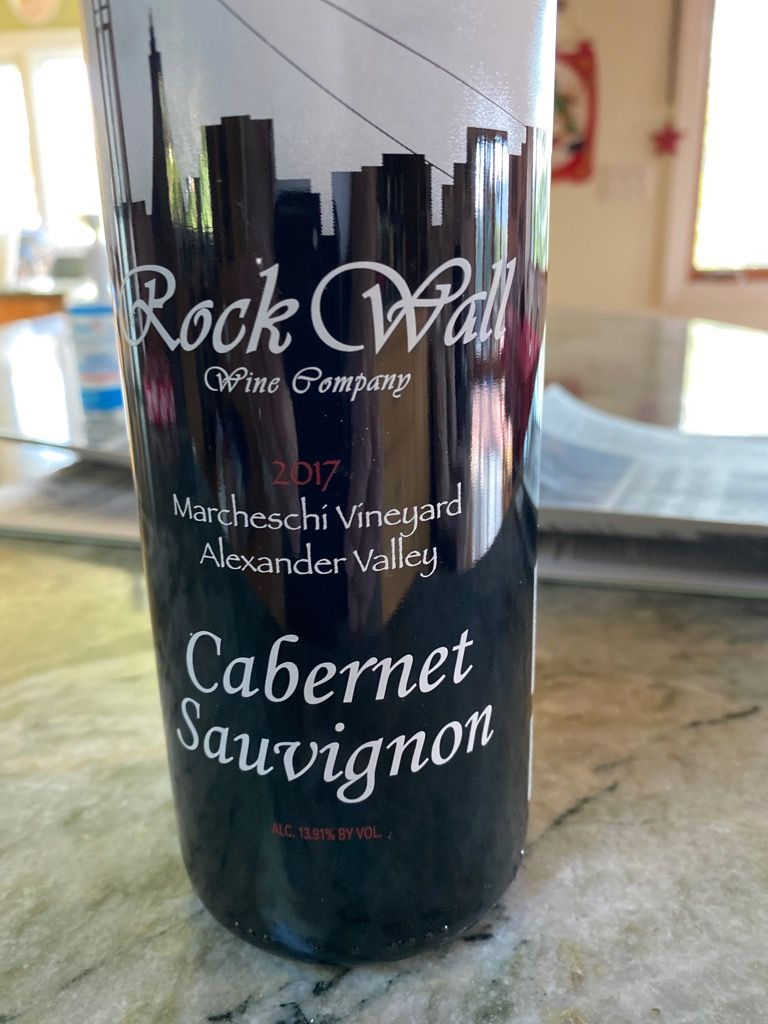 Rock Wall
Wine Company
2017
Marcheschi Vineyard
Alexander Valley
Cabernet
Sauvignon
ALC. 13.91% BY VOL.